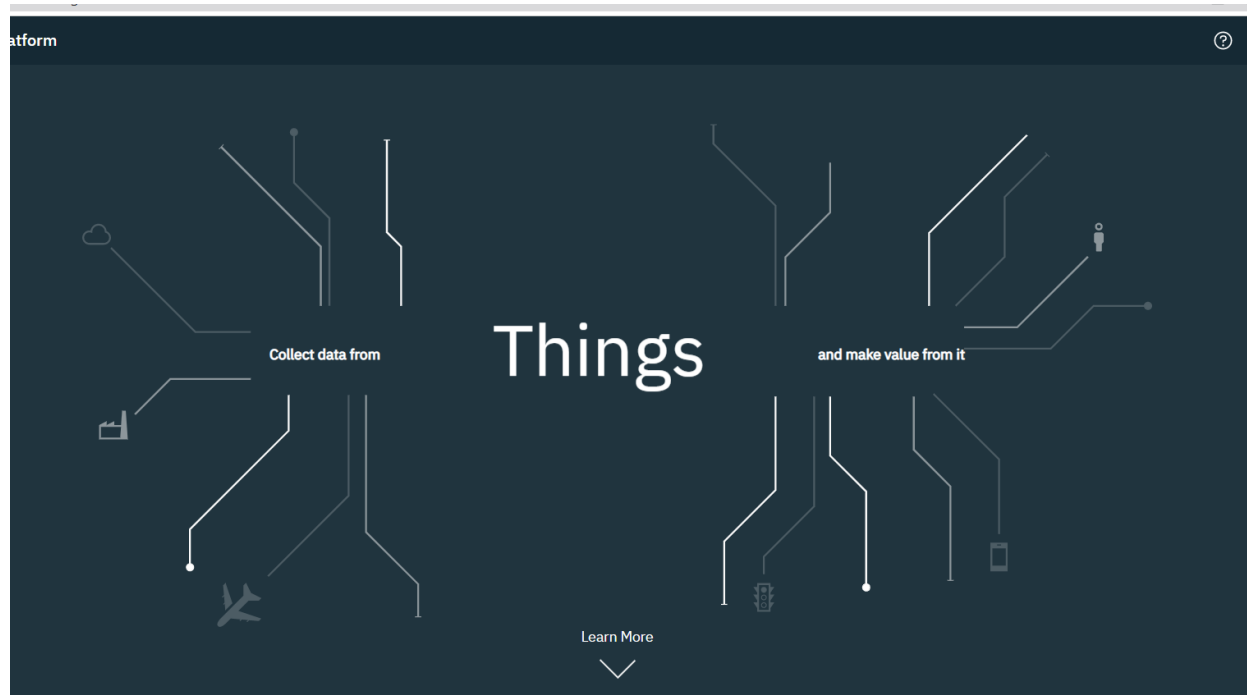 atform
Collect data from
Things
and make value from it
Learn More